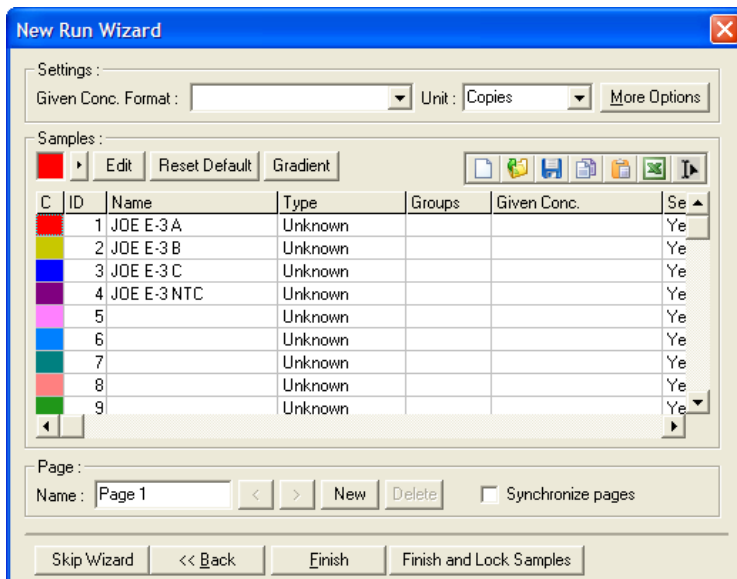 New Run Wizard
Settings :
Given Conc. Format : Unit : Copies More Options
Samples :
Edit Reset Default Gradient
C ID Name Type Groups Given Conc. Se
1 JOE E-3 A Unknown Ye
2 JOE E-3 B Unknown Ye
3 JOE E-3 C Unknown Ye
4 JOE E-3 NTC Unknown Ye
5 Unknown Ye
6 Unknown Ye
7 Unknown Ye
8 Unknown Ye
9 Unknown Ye
Page :
Name : Page 1 < > New Delete Synchronize pages
Skip Wizard << Back Finish Finish and Lock Samples